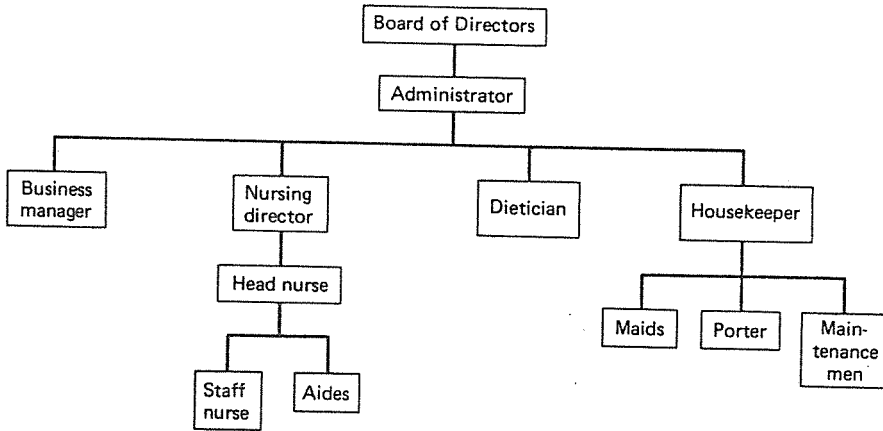 Board of Directors
Administrator
Business
manager
Nursing
director
Dietician
Housekeeper
Head nurse
Maids
Porter
Main-
tenance
men
Staff
nurse
Aides